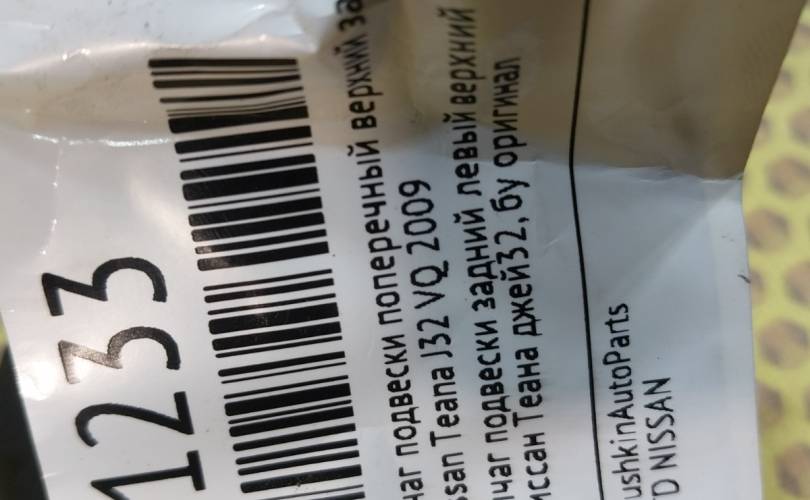 1233
чаг подвески поперечный верхний за
ssan Teana J32 VQ 2009
ычаг подвески задний левый верхний
иссан Теана джей32, бу оригинал
ushkinAutoParts
D NISSAN